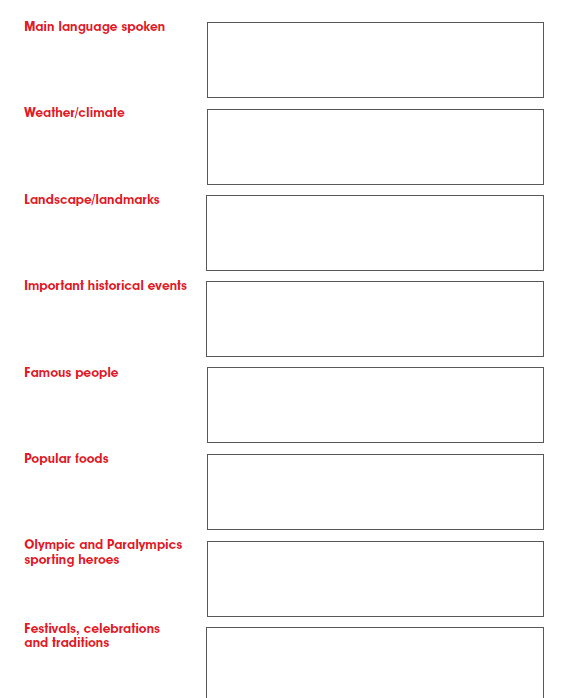 Main language spoken
Weather/climate
Landscape/landmarks
Important historical events
Famous people
Popular foods
Olympic and Paralympics
sporting heroes
Festivals, celebrations
and traditions